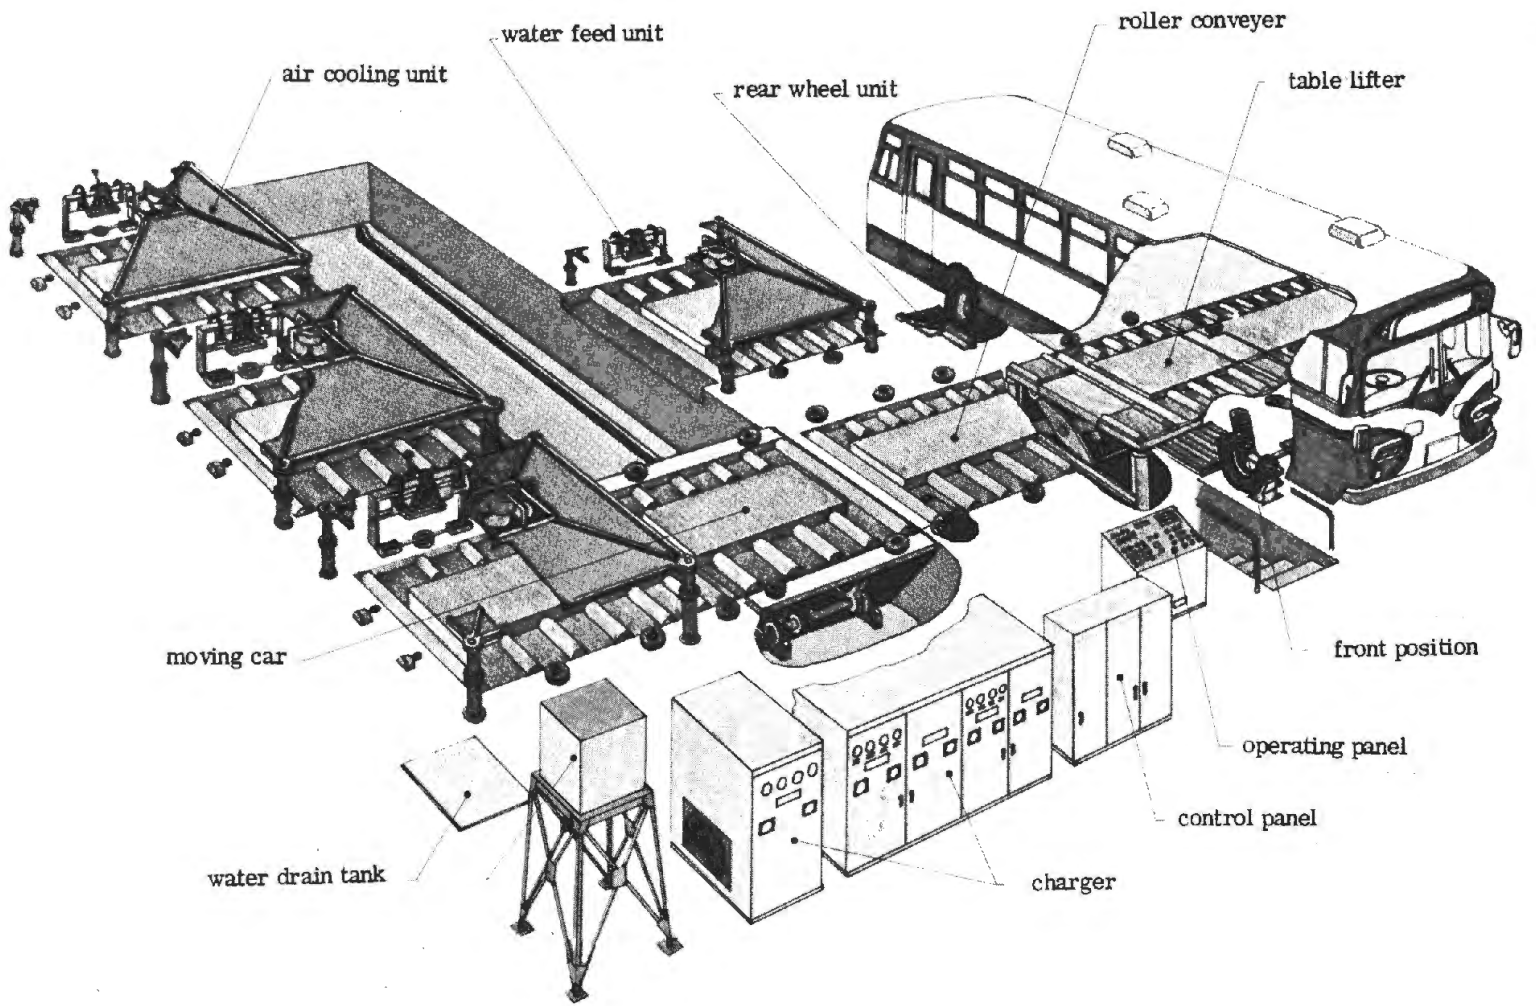 water feed unit
roller conveyer
air cooling unit
rear wheel unit
table lifter
moving car
front position
operating panel
control panel
water drain tank
charger